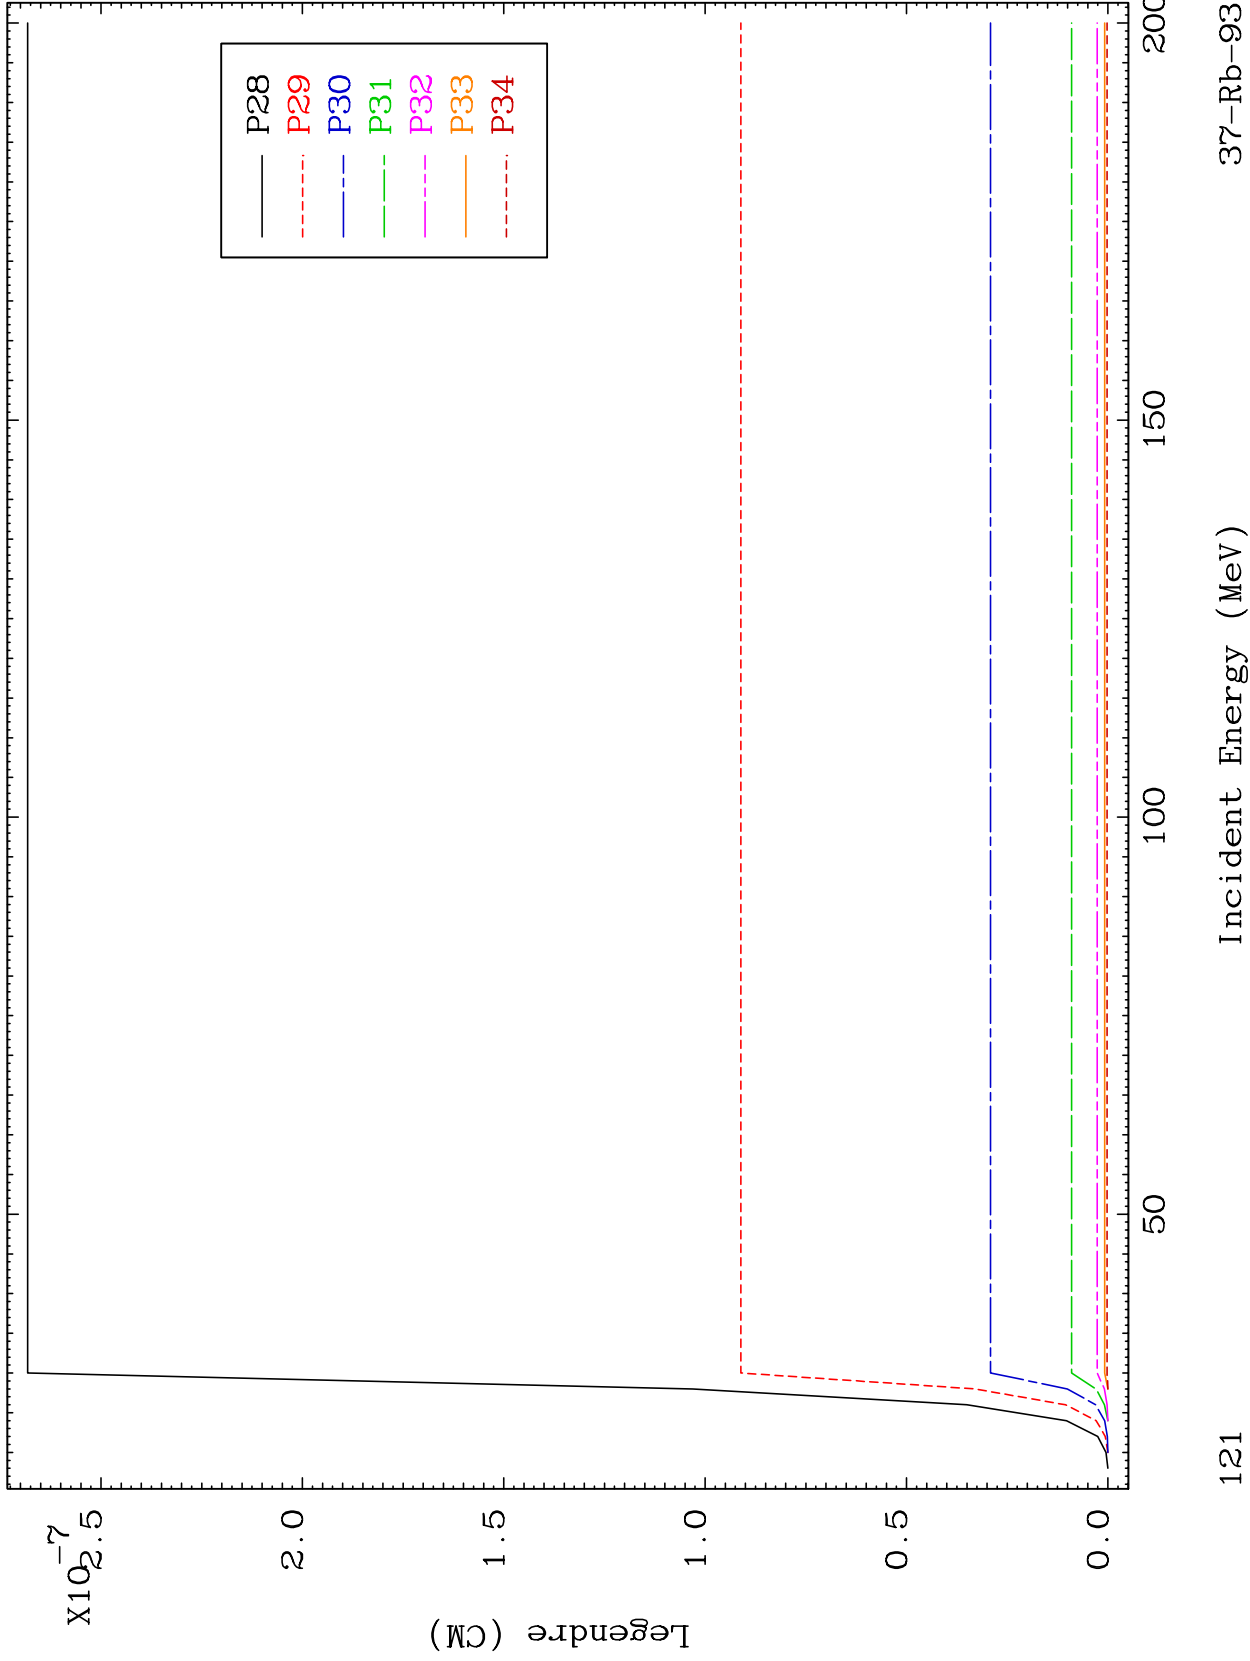 X10-7
2.5
2.0
1.5
1.0
0.5
0.0
Legendre (CM)
P28
P29
P30
P31
P32
P33
P34
50
100
150
200
121
Incident Energy (MeV)
37-Rb-93